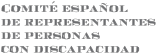 Comité español
de representantes
de personas
con discapacidad